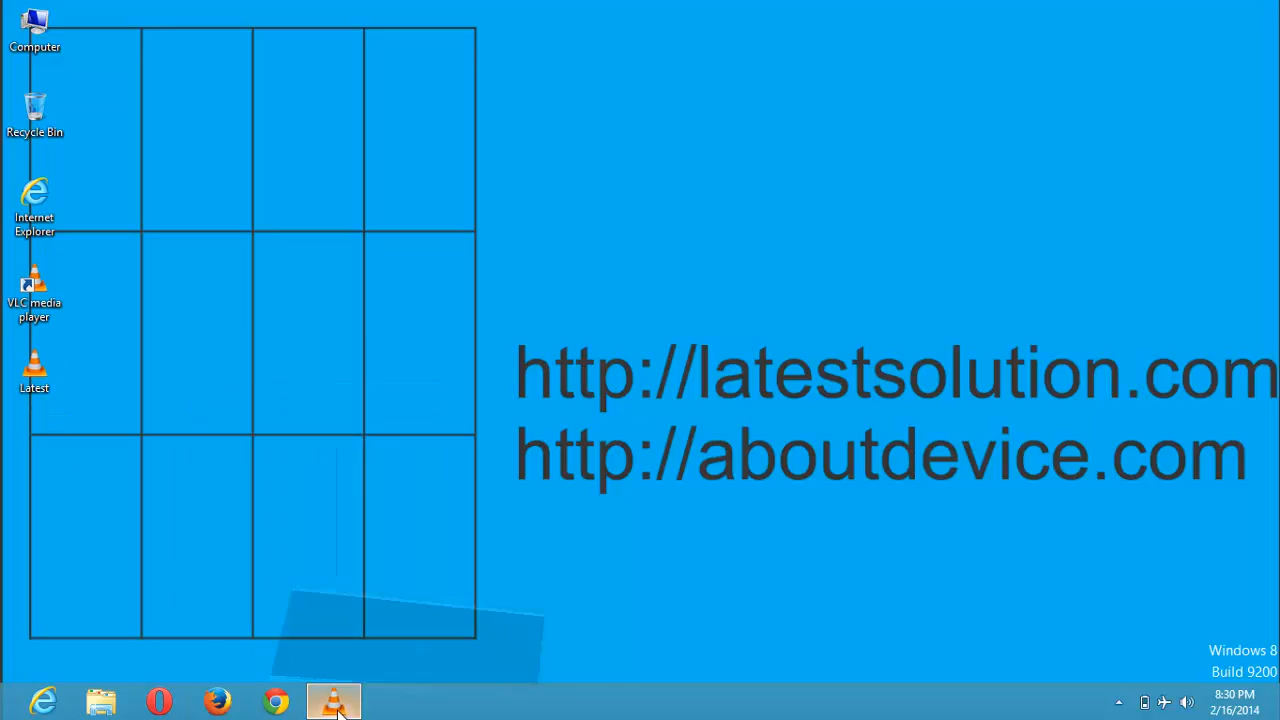 Computer
Recycle Bin
Internet
Explorer
VLC media
player
Latest
http://latestsolution.com
http://aboutdevice.com
Windows 8
Build 9200
8:30 PM
2/16/2014